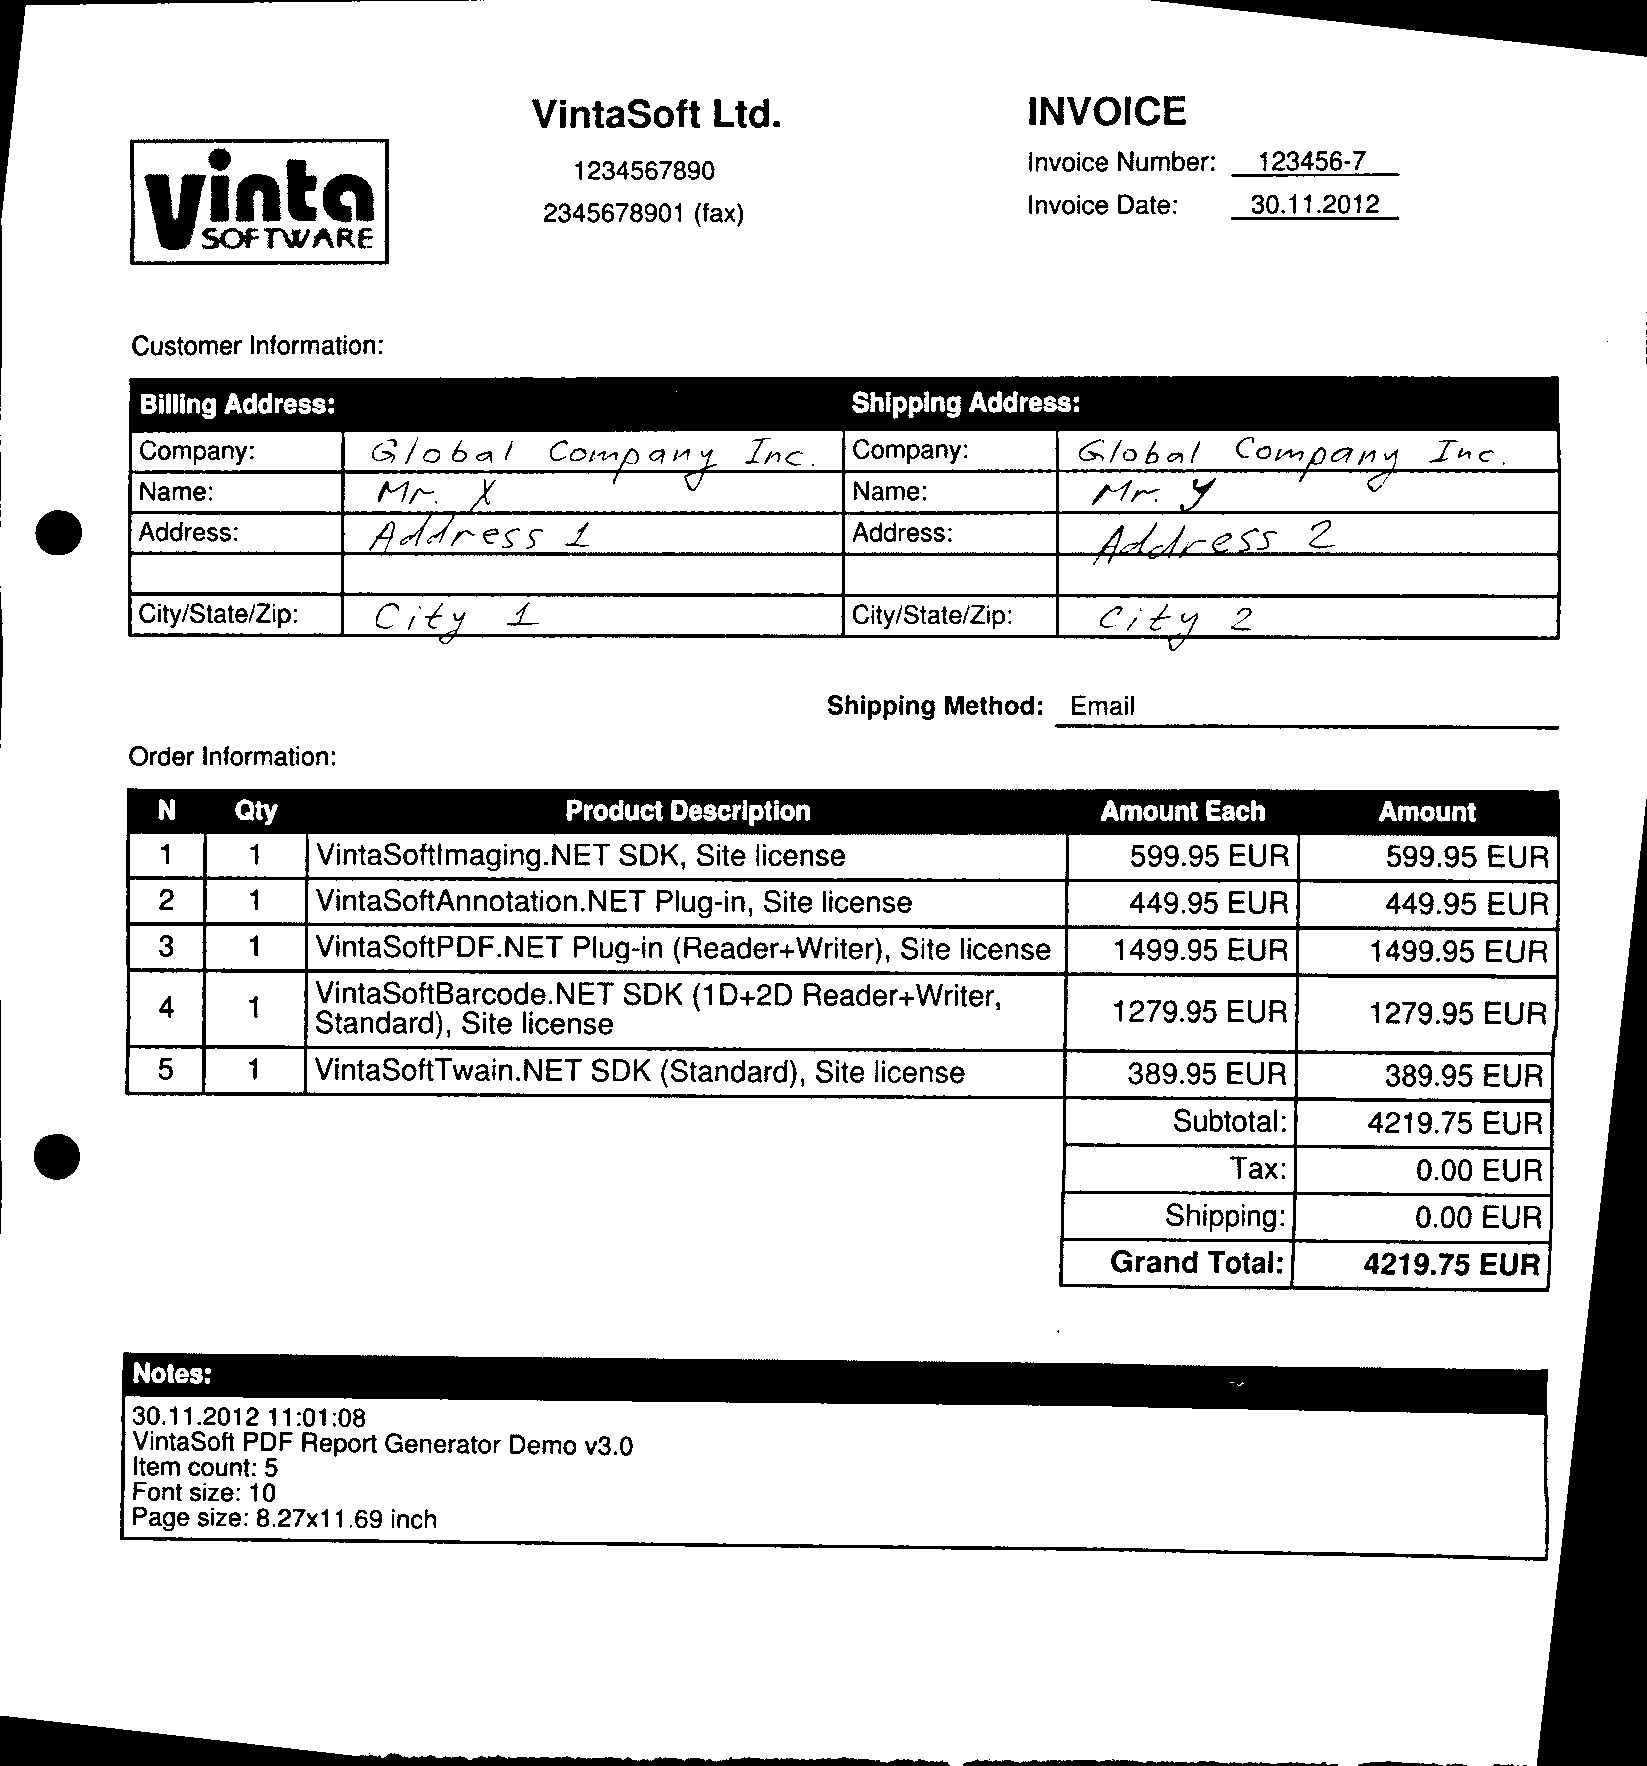 VintaSoft Ltd.
INVOICE
vinta
SOFTWARE
1234567890
2345678901 (fax)
Invoice Number: 123456-7
Invoice Date: 30.11.2012
Customer Information:
Billing Address: Shipping Address:
Company: Global Company Inc. Company: Global Company Inc.
Name: Mr. X Name: Mr. Y
Address: Address 1 Address: Address 2
City/State/Zip: City 1 City/State/Zip: City 2
Shipping Method: Email
Order Information:
N Qty Product Description Amount Each Amount
1 1 VintaSoftImaging.NET SDK, Site license 599.95 EUR 599.95 EUR
2 1 VintaSoftAnnotation.NET Plug-in, Site license 449.95 EUR 449.95 EUR
3 1 VintaSoftPDF.NET Plug-in (Reader+Writer), Site license 1499.95 EUR 1499.95 EUR
4 1 VintaSoftBarcode.NET SDK (1D+2D Reader+Writer, 1279.95 EUR 1279.95 EUR
Standard), Site license
5 1 VintaSoftTwain.NET SDK (Standard), Site license 389.95 EUR 389.95 EUR
Subtotal: 4219.75 EUR
Tax: 0.00 EUR
Shipping: 0.00 EUR
Grand Total: 4219.75 EUR
Notes:
30.11.2012 11:01:08
VintaSoft PDF Report Generator Demo v3.0
Item count: 5
Font size: 10
Page size: 8.27x11.69 inch